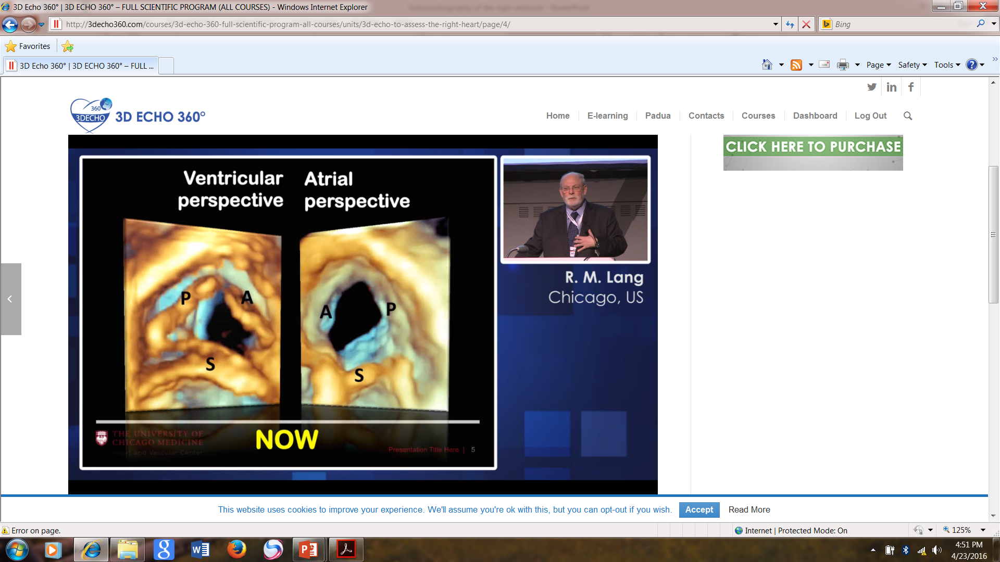 3D Echo 360° | 3D ECHO 360° – FULL SCIENTIFIC PROGRAM (ALL COURSES) - Windows Internet Explorer
http://3decho360.com/courses/3d-echo-360-full-scientific-program-all-courses/units/3d-echo-to-assess-the-right-heart/page/4/
Bing
Favorites
3D Echo 360° | 3D ECHO 360° – FULL ...
Page
Safety
Tools
360
3DECHO
3D ECHO 360°
Home
E-learning
Padua
Contacts
Courses
Dashboard
Log Out
CLICK HERE TO PURCHASE
Ventricular
perspective
Atrial
perspective
P
A
S
A
P
S
R. M. Lang
Chicago, US
THE UNIVERSITY OF
CHICAGO MEDICINE
Heart and Vascular Center
NOW
Presentation Title Here | 5
This website uses cookies to improve your experience. We'll assume you're ok with this, but you can opt-out if you wish.
Accept
Read More
Error on page.
Internet | Protected Mode: On
125%
4:51 PM
4/23/2016